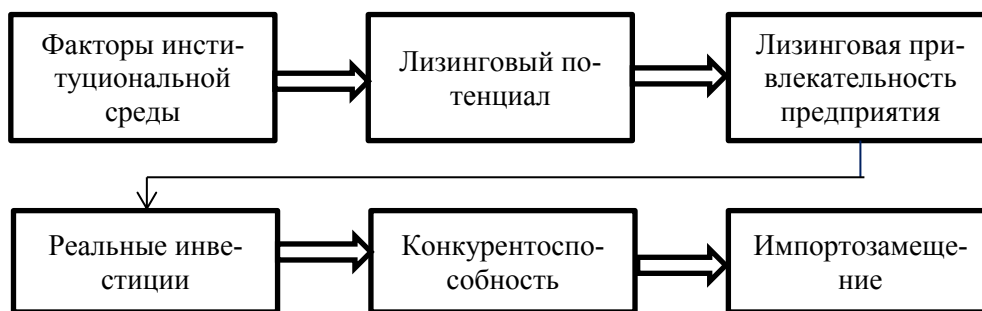 Факторы инсти-
туциональной
среды
Лизинговый по-
тенциал
Лизинговая при-
влекательность
предприятия
Реальные инве-
стиции
Конкурентоспо-
собность
Импортозамеще-
ние